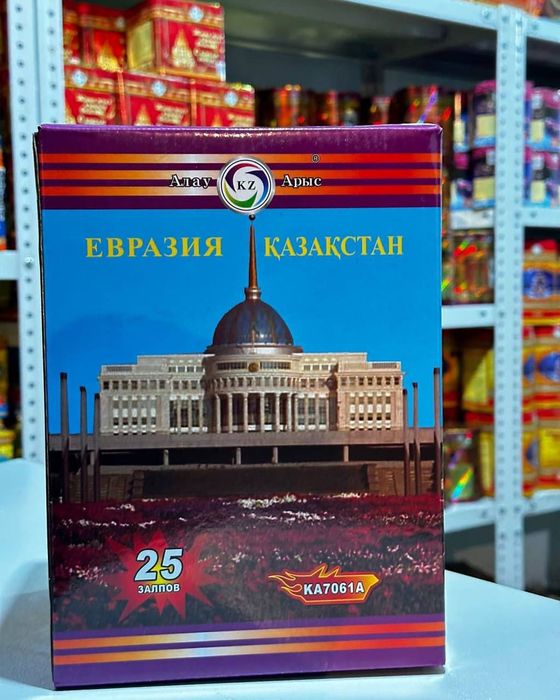 ®
Алау KZ Арыс
ЕВРАЗИЯ ҚАЗАҚСТАН
25
ЗАЛПОВ
KA7061A